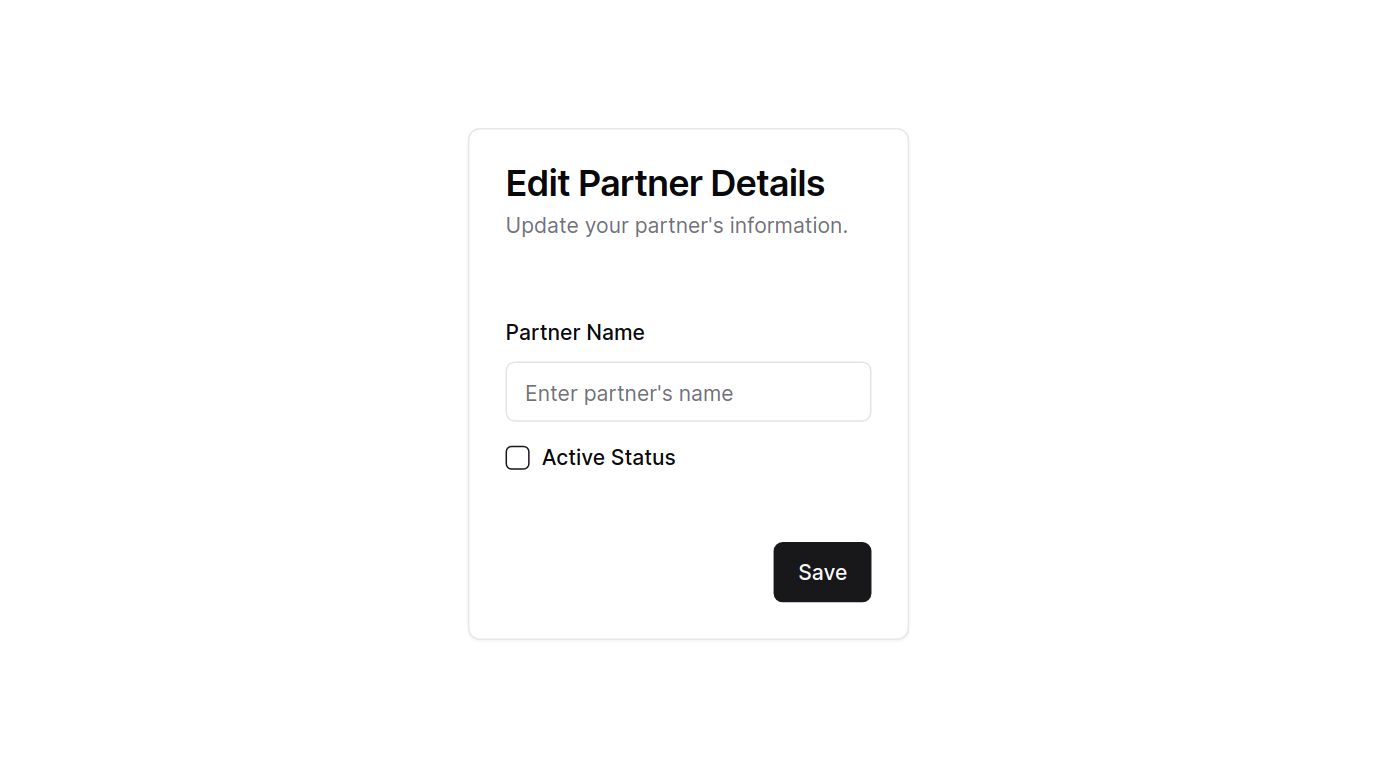 Edit Partner Details
Update your partner's information.
Partner Name
Enter partner's name
Active Status
Save